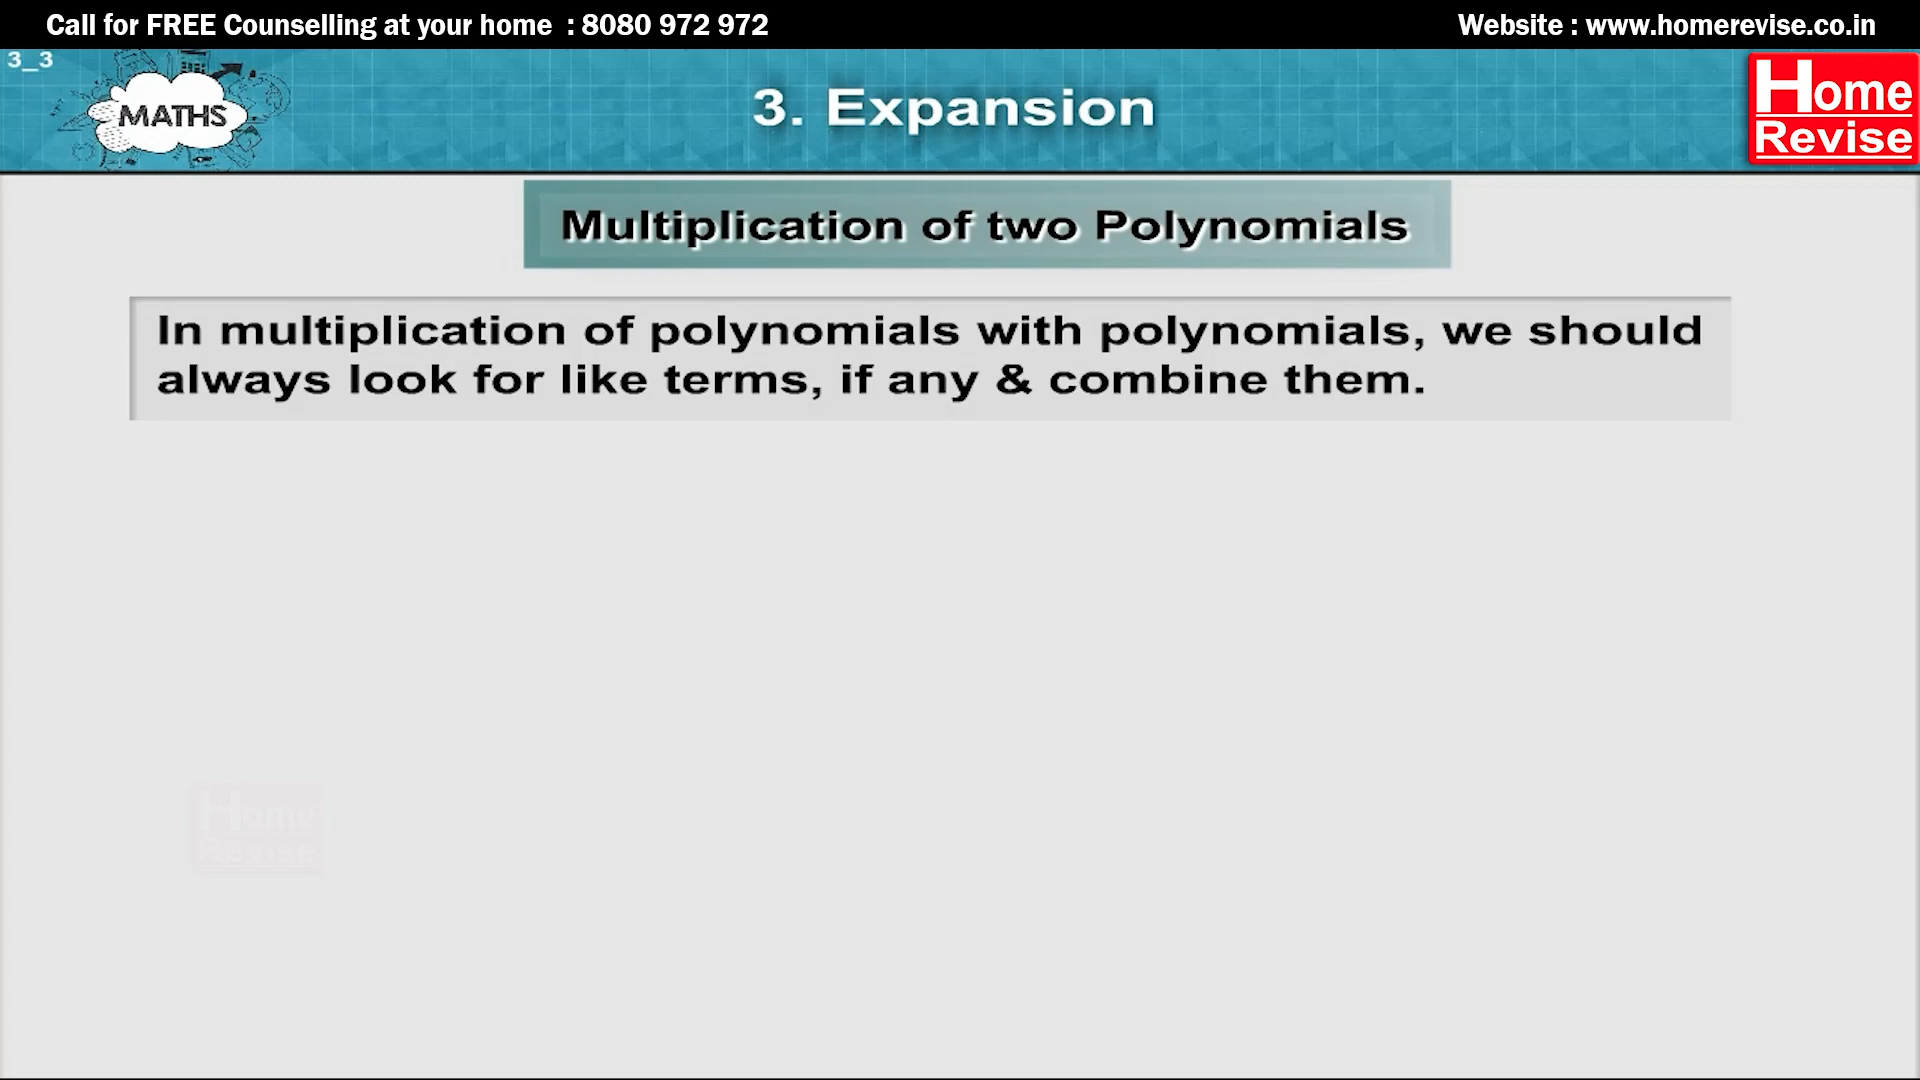 Call for FREE Counselling at your home : 8080 972 972
Website : www.homerevise.co.in
3_3
MATHS
3. Expansion
Home
Revise
Multiplication of two Polynomials
In multiplication of polynomials with polynomials, we should
always look for like terms, if any & combine them.
Home
Revise